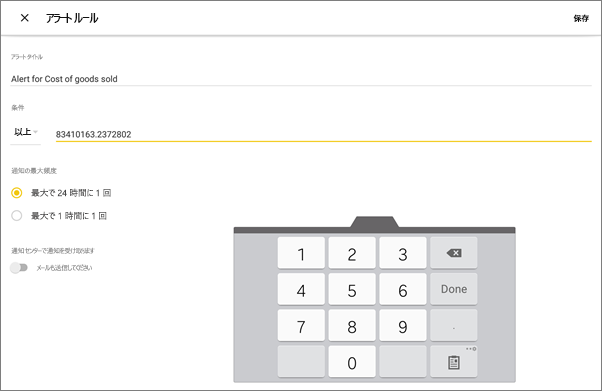 アラート ルール
保存
アラート タイトル
Alert for Cost of goods sold
条件
以上
83410163.2372802
通知の最大頻度
最大で 24 時間に 1 回
最大で 1 時間に 1 回
通知センターで通知を受け取ります
メールも送信してください
1 2 3
4 5 6 Done
7 8 9 .
0